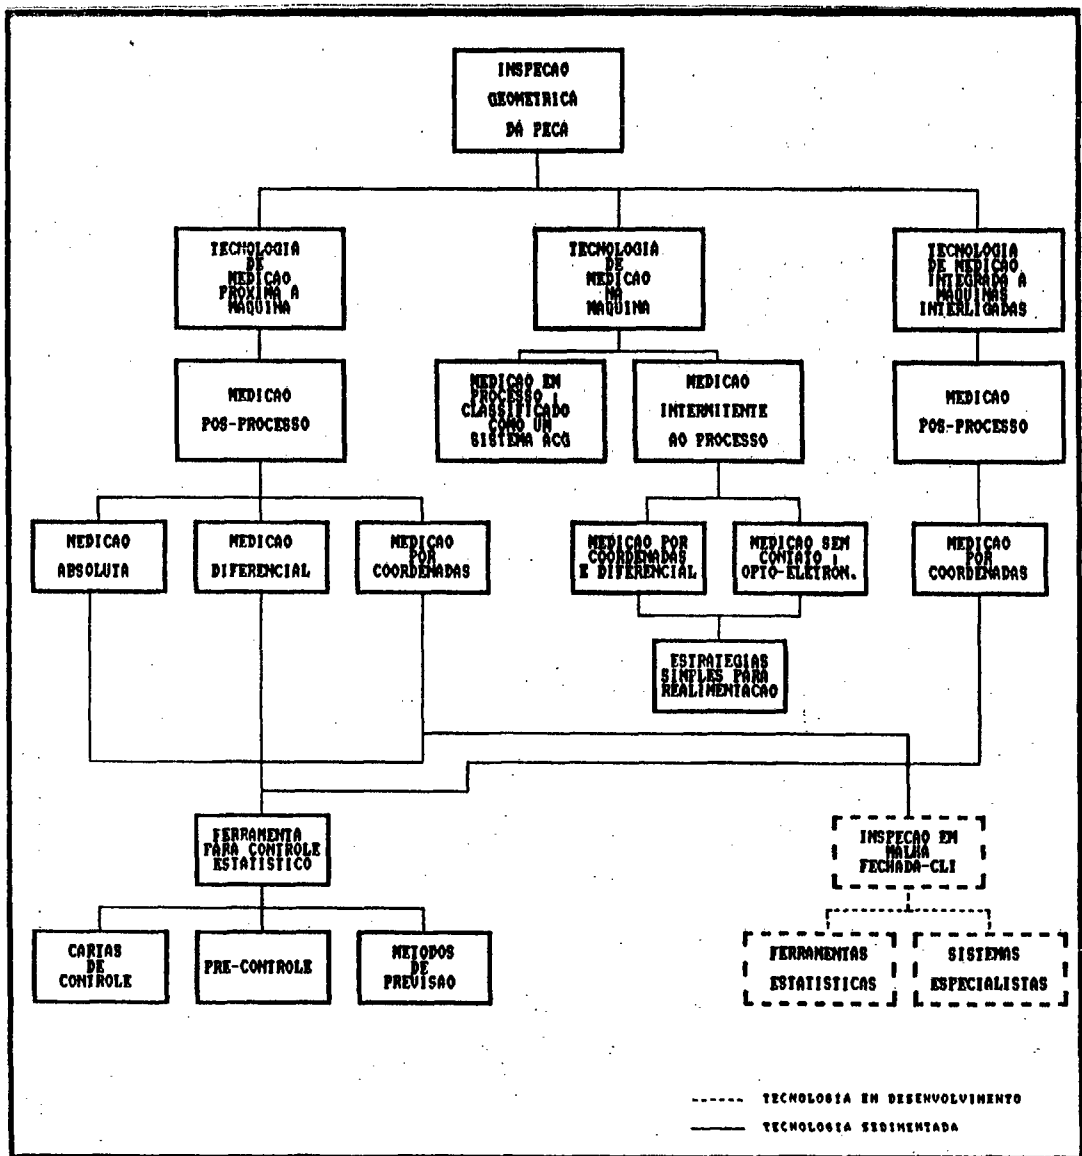 INSPECAO
GEOMETRICA
DA PECA
TECNOLOGIA
DE
MEDICAO
PROXIMA A
MAQUINA
TECNOLOGIA
DE
MEDICAO
NA
MAQUINA
TECNOLOGIA
DE MEDICAO
INTEGRADA A
MAQUINAS
INTERLIGADAS
MEDICAO
POS-PROCESSO
MEDICAO EM
PROCESSO :
CLASSIFICADO
COMO UN
SISTEMA ACG
MEDICAO
INTERMITENTE
AO PROCESSO
MEDICAO
POS-PROCESSO
MEDICAO
ABSOLUTA
MEDICAO
DIFERENCIAL
MEDICAO
POR
COORDENADAS
MEDICAO POR
COORDENADAS
E DIFERENCIAL
MEDICAO SEM
CONTATO :
OPTO-ELETRON.
MEDICAO
POR
COORDENADAS
ESTRATEGIAS
SIMPLES PARA
REALIMENTACAO
FERRAMENTA
PARA CONTROLE
ESTATISTICO
INSPECAO EM
MALHA
FECHADA-CLI
CARTAS
DE
CONTROLE
PRE-CONTROLE
METODOS
DE
PREVISAO
FERRAMENTAS
ESTATISTICAS
SISTEMAS
ESPECIALISTAS
TECNOLOGIA EM DESENVOLVIMENTO
TECNOLOGIA SEDIMENTADA